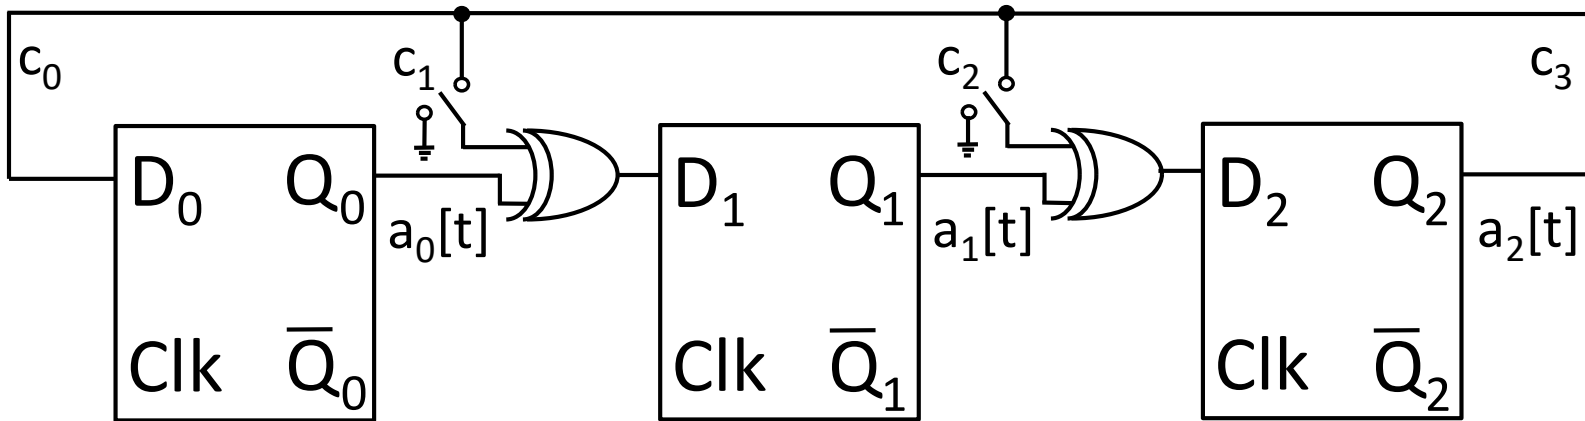 c₀ c₁ c₂ c₃
D₀ Q₀ D₁ Q₁ D₂ Q₂
a₀[t] a₁[t] a₂[t]
Clk Q̅₀ Clk Q̅₁ Clk Q̅₂